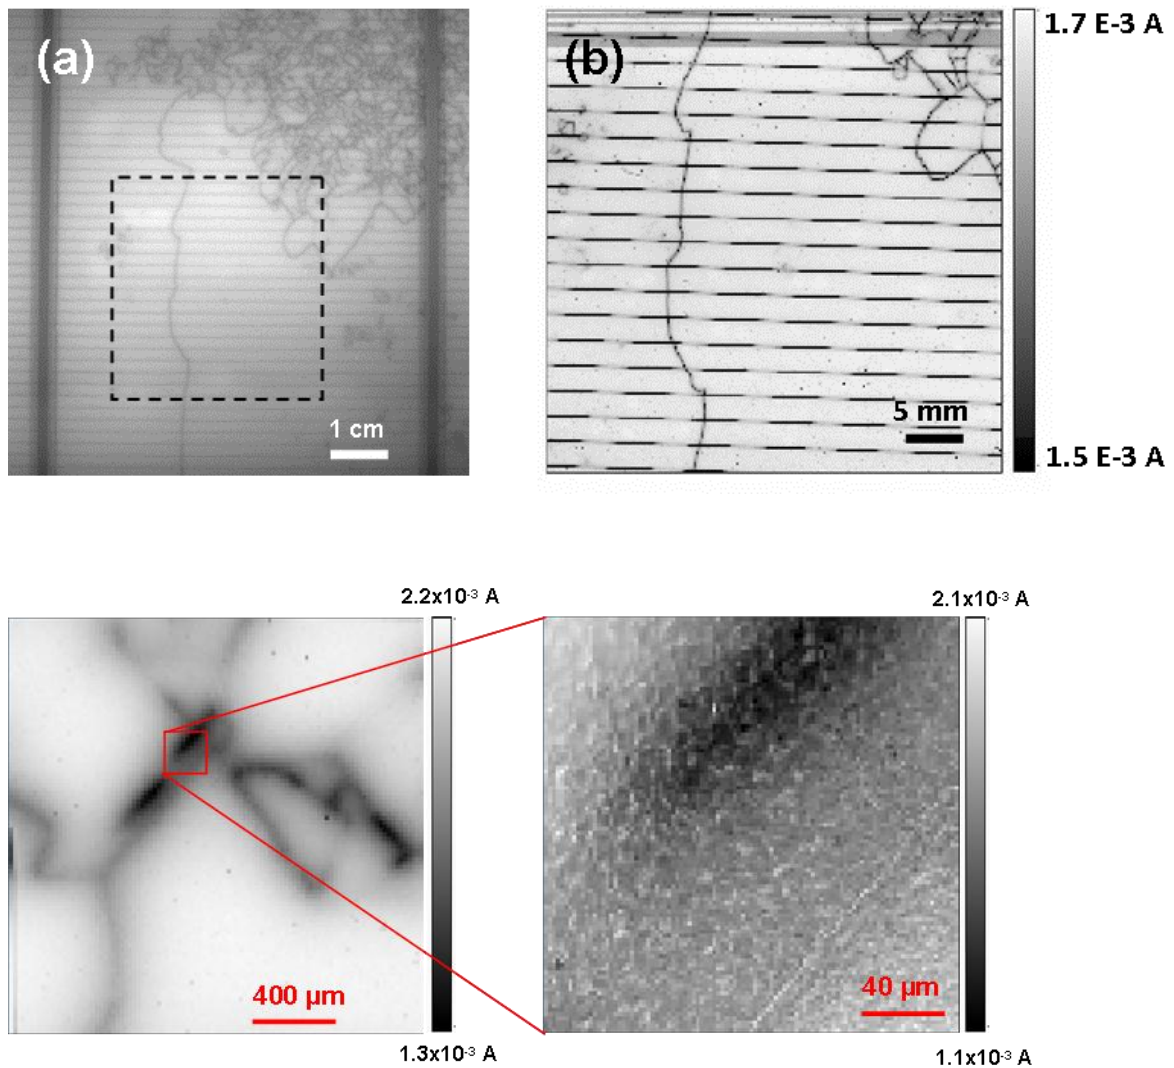 (a)
1 cm
(b)
5 mm
1.7 E-3 A
1.5 E-3 A
2.2x10⁻³ A
400 µm
1.3x10⁻³ A
2.1x10⁻³ A
40 µm
1.1x10⁻³ A